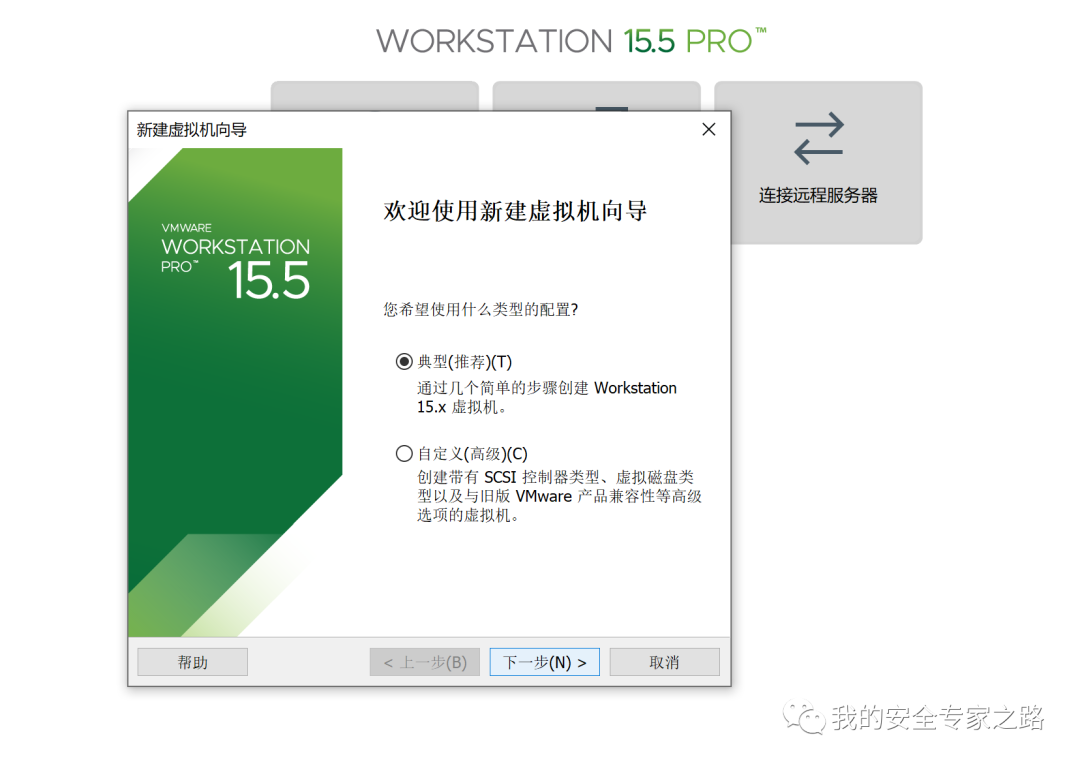 WORKSTATION 15.5 PRO™
新建虚拟机向导
连接远程服务器
VMWARE
WORKSTATION
PRO™ 15.5
欢迎使用新建虚拟机向导
您希望使用什么类型的配置?
典型(推荐)(T)
通过几个简单的步骤创建 Workstation
15.x 虚拟机。
自定义(高级)(C)
创建带有 SCSI 控制器类型、虚拟磁盘类
型以及与旧版 VMware 产品兼容性等高级
选项的虚拟机。
帮助
< 上一步(B)
下一步(N) >
取消
我的安全专家之路